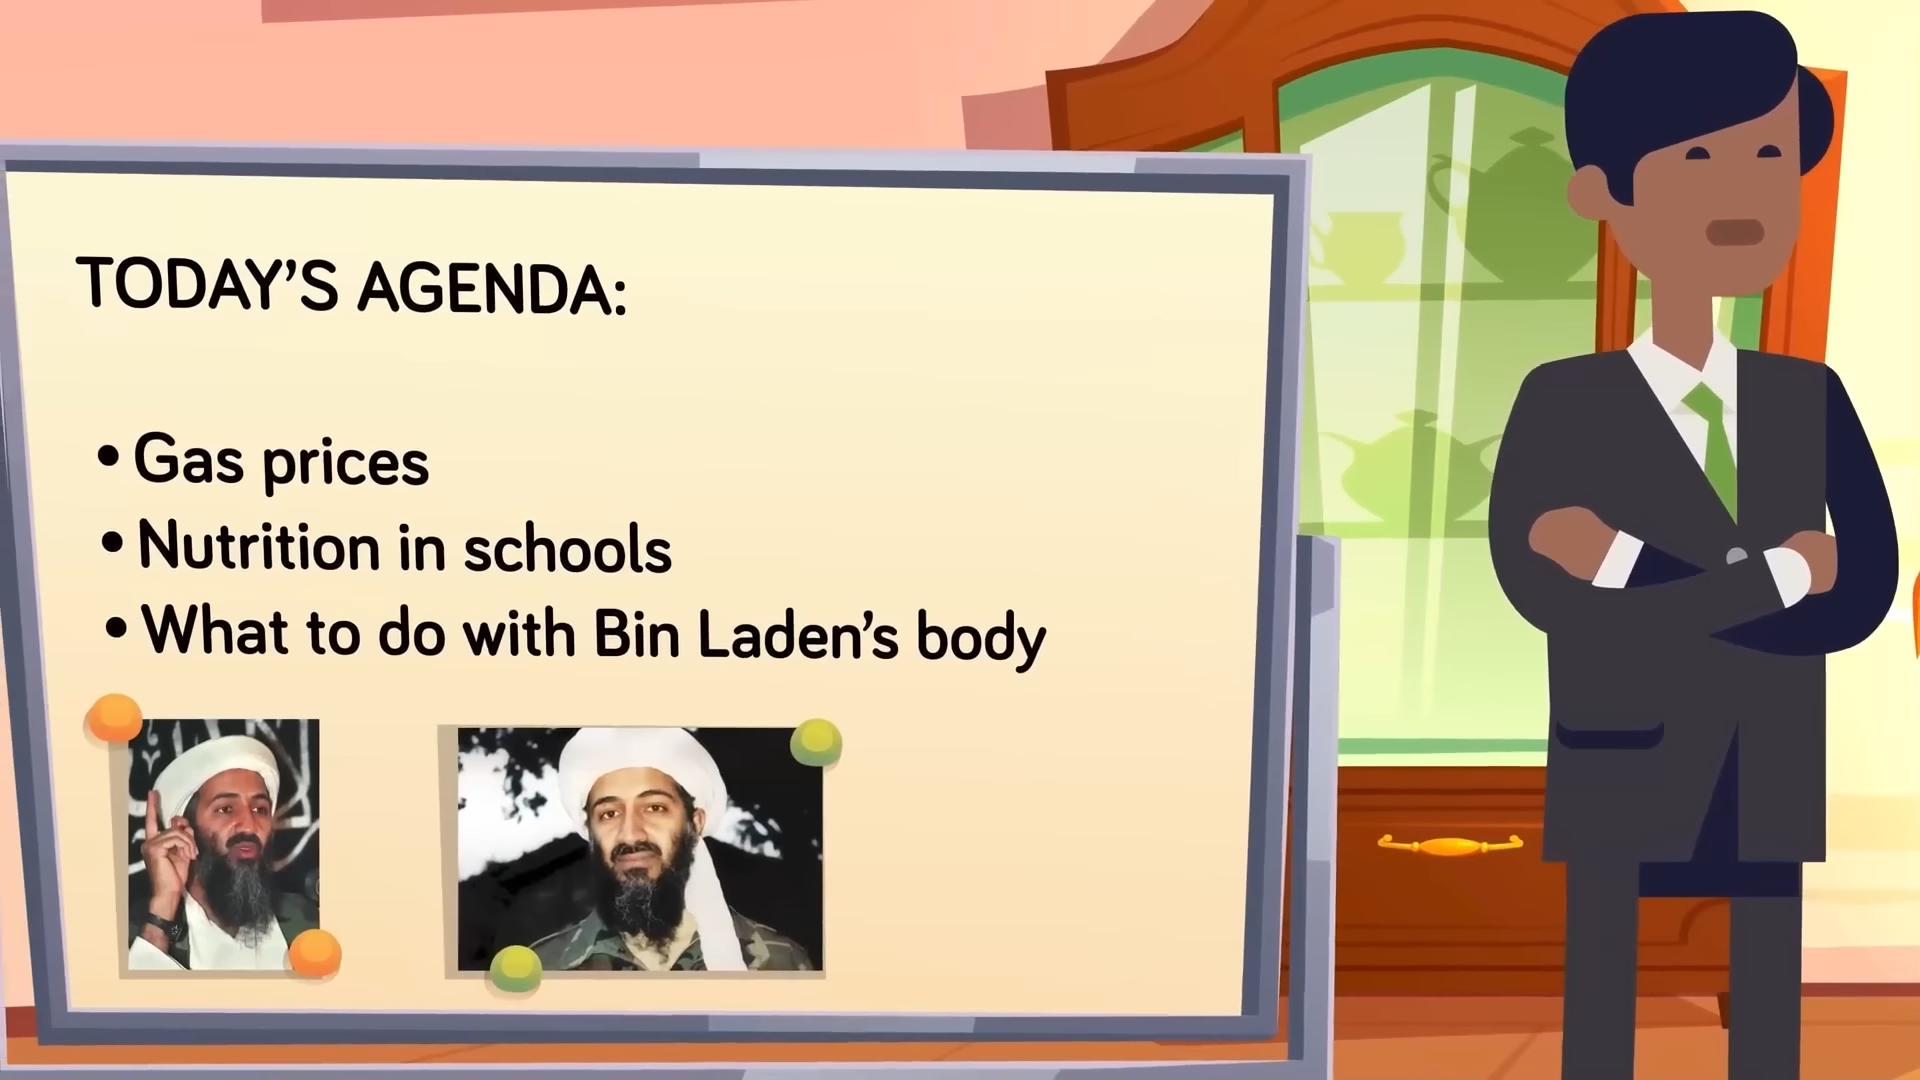 TODAY’S AGENDA:
• Gas prices
• Nutrition in schools
• What to do with Bin Laden’s body